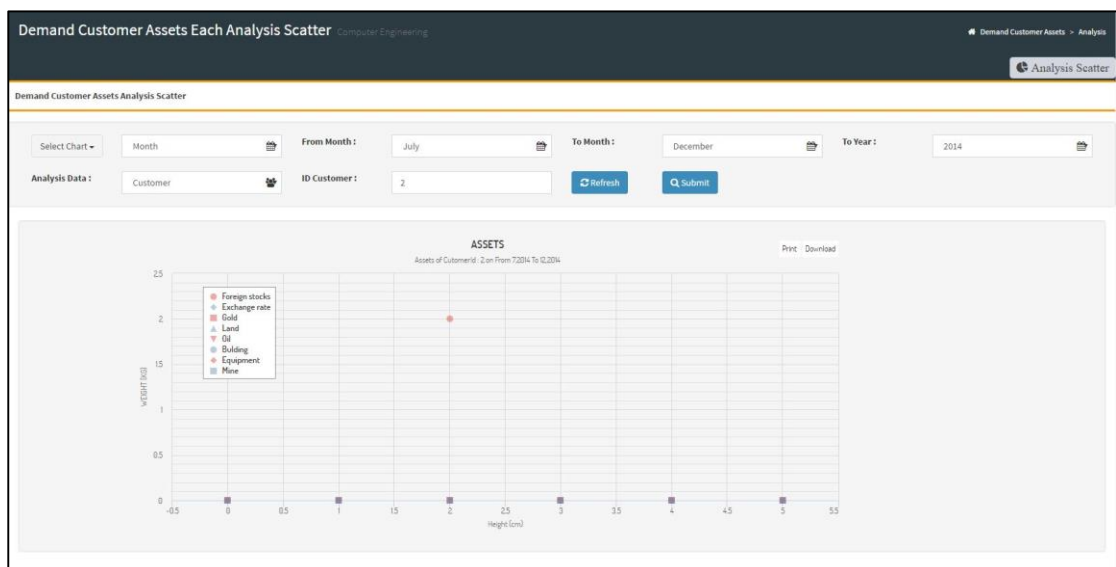 Demand Customer Assets Each Analysis Scatter Computer Engineering
Demand Customer Assets > Analysis
Analysis Scatter
Demand Customer Assets Analysis Scatter
Select Chart Month From Month : July To Month : December To Year : 2014
Analysis Data : Customer ID Customer : 2 Refresh Submit
ASSETS
Print Download
Assets of CutomerId : 2 on From 7,2014 To 12,2014
2.5
Foreign stocks
Exchange rate
Gold
Land
Oil
Bulding
Equipment
Mine
2
1.5
WEIGHT (KG)
1
0.5
0
-0.5 0 0.5 1 1.5 2 2.5 3 3.5 4 4.5 5 5.5
Height (cm)